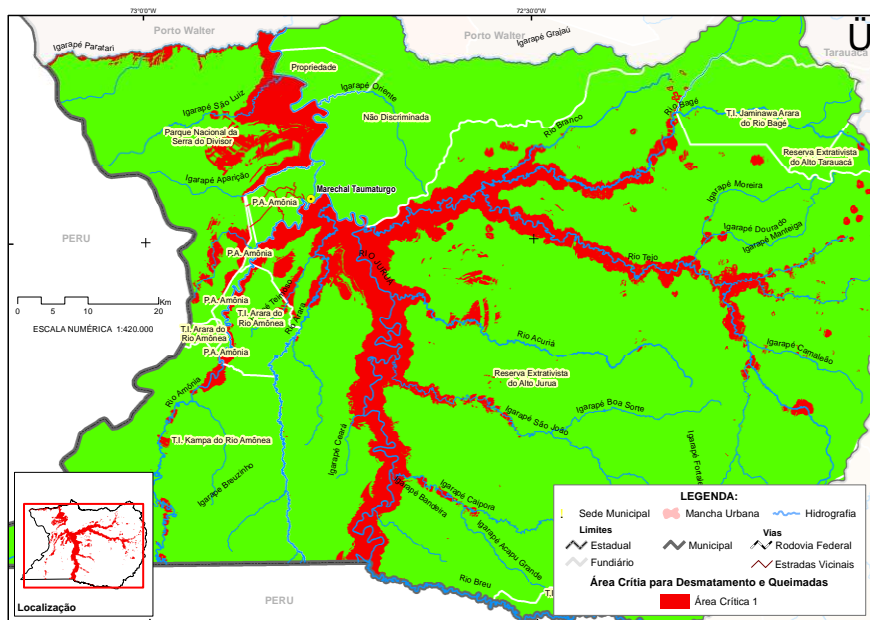 73°0'0"W
72°30'0"W
Porto Walter
Porto Walter
Igarapé Grajaú
Ü
Tarauacá
Igarapé Paratari
Propriedade
Igarapé Oriente
Igarapé São Luiz
Não Discriminada
Rio Branco
Rio Bagé
T.I. Jaminawa Arara
do Rio Bagé
Parque Nacional da
Serra do Divisor
Reserva Extrativista
do Alto Tarauacá
Igarapé Aparição
Marechal Taumaturgo
Igarapé Moreira
P.A. Amônia
Igarapé Dourado
Igarapé Manteiga
PERU
P.A. Amônia
RIO JURUÁ
Rio Tejo
0 5 10 20
Km
ESCALA NUMÉRICA 1:420.000
P.A. Amônia
T.I. Arara do
Rio Amônea
Rio Arara
T.I. Arara do
Rio Amônea
P.A. Amônia
Rio Acuriá
Igarapé Camaleão
Rio Amônia
Reserva Extrativista
do Alto Jurua
Igarapé Boa Sorte
Igarapé São João
T.I. Kampa do Rio Amônea
Igarapé Ceará
Igarape Breuzinho
Igarapé Caipora
Igarapé Bandeira
Igarapé Acapu Grande
Rio Breu
PERU
T.I
Localização
LEGENDA:
Sede Municipal
Mancha Urbana
Hidrografia
Limites
Vias
Estadual
Municipal
Rodovia Federal
Fundiário
Estradas Vicinais
Área Crítia para Desmatamento e Queimadas
Área Crítica 1